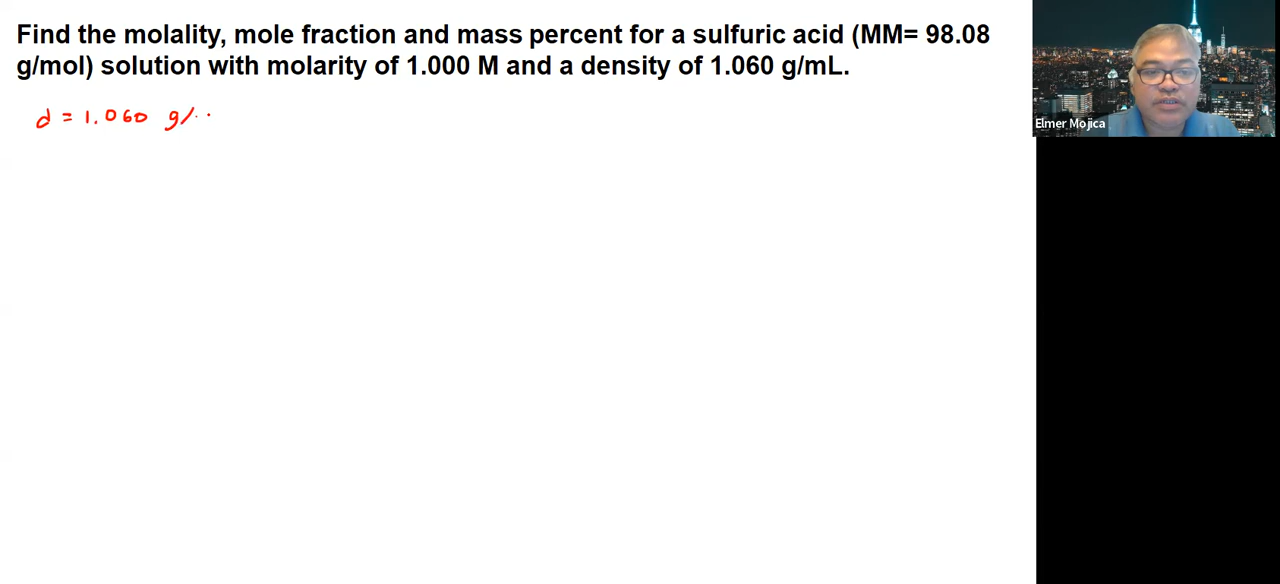 Find the molality, mole fraction and mass percent for a sulfuric acid (MM= 98.08
g/mol) solution with molarity of 1.000 M and a density of 1.060 g/mL.
d = 1.060 g/
Elmer Mojica